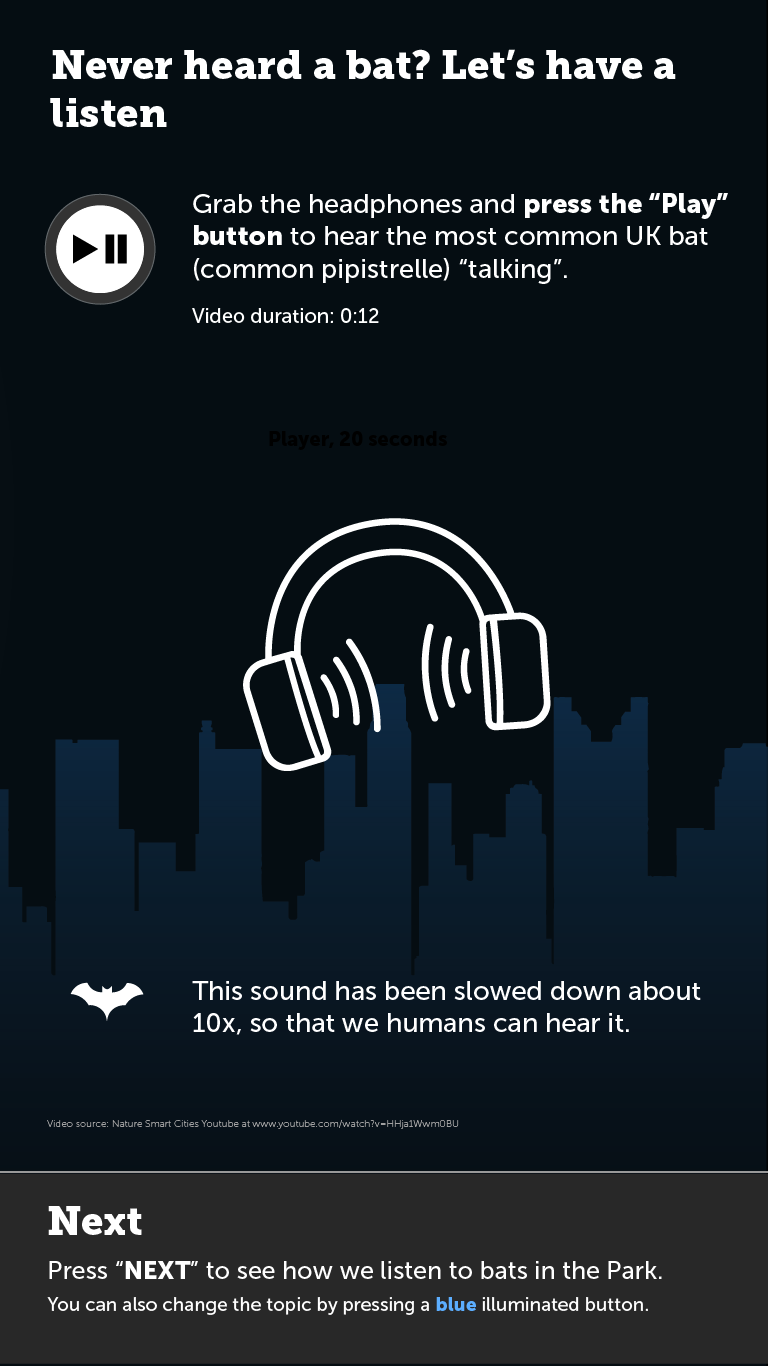 Never heard a bat? Let’s have a
listen
Grab the headphones and press the “Play”
button to hear the most common UK bat
(common pipistrelle) “talking”.
Video duration: 0:12
Player, 20 seconds
This sound has been slowed down about
10x, so that we humans can hear it.
Video source: Nature Smart Cities Youtube at www.youtube.com/watch?v=HHja1Wwm0BU
Next
Press “NEXT” to see how we listen to bats in the Park.
You can also change the topic by pressing a blue illuminated button.